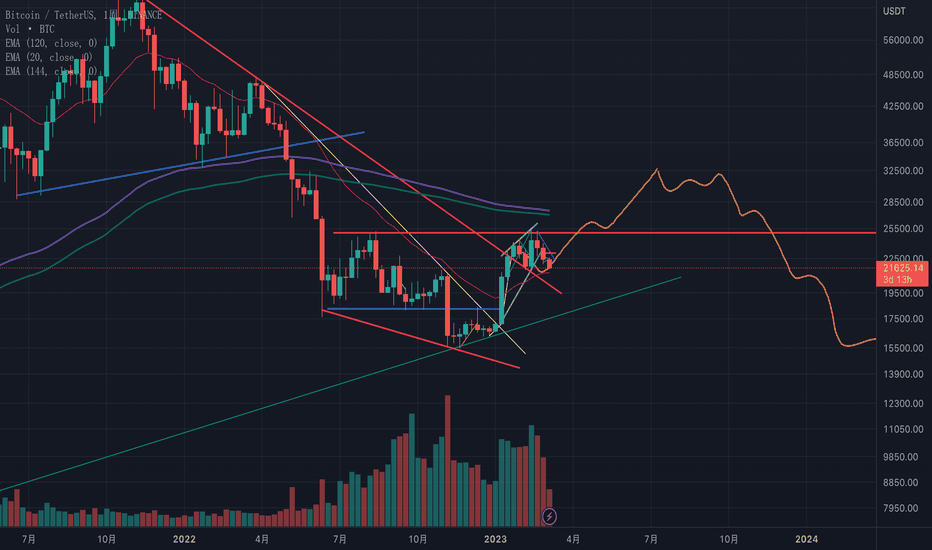 Bitcoin / TetherUS, 1周, BINANCE
Vol • BTC
EMA (120, close, 0)
EMA (20, close, 0)
EMA (144, close, 0)
USDT
56000.00
48500.00
42500.00
36500.00
32500.00
28500.00
25500.00
22500.00
21625.14
3d 13h
19500.00
17500.00
15500.00
13900.00
12300.00
11050.00
9850.00
8850.00
7950.00
7月 10月 2022 4月 7月 10月 2023 4月 7月 10月 2024